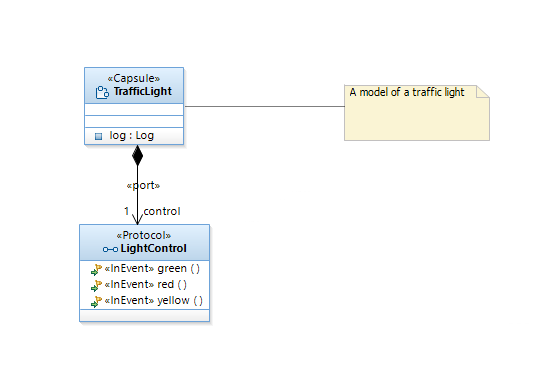 «Capsule»
TrafficLight
log : Log
A model of a traffic light
«port»
1 control
«Protocol»
LightControl
«InEvent» green ( )
«InEvent» red ( )
«InEvent» yellow ( )